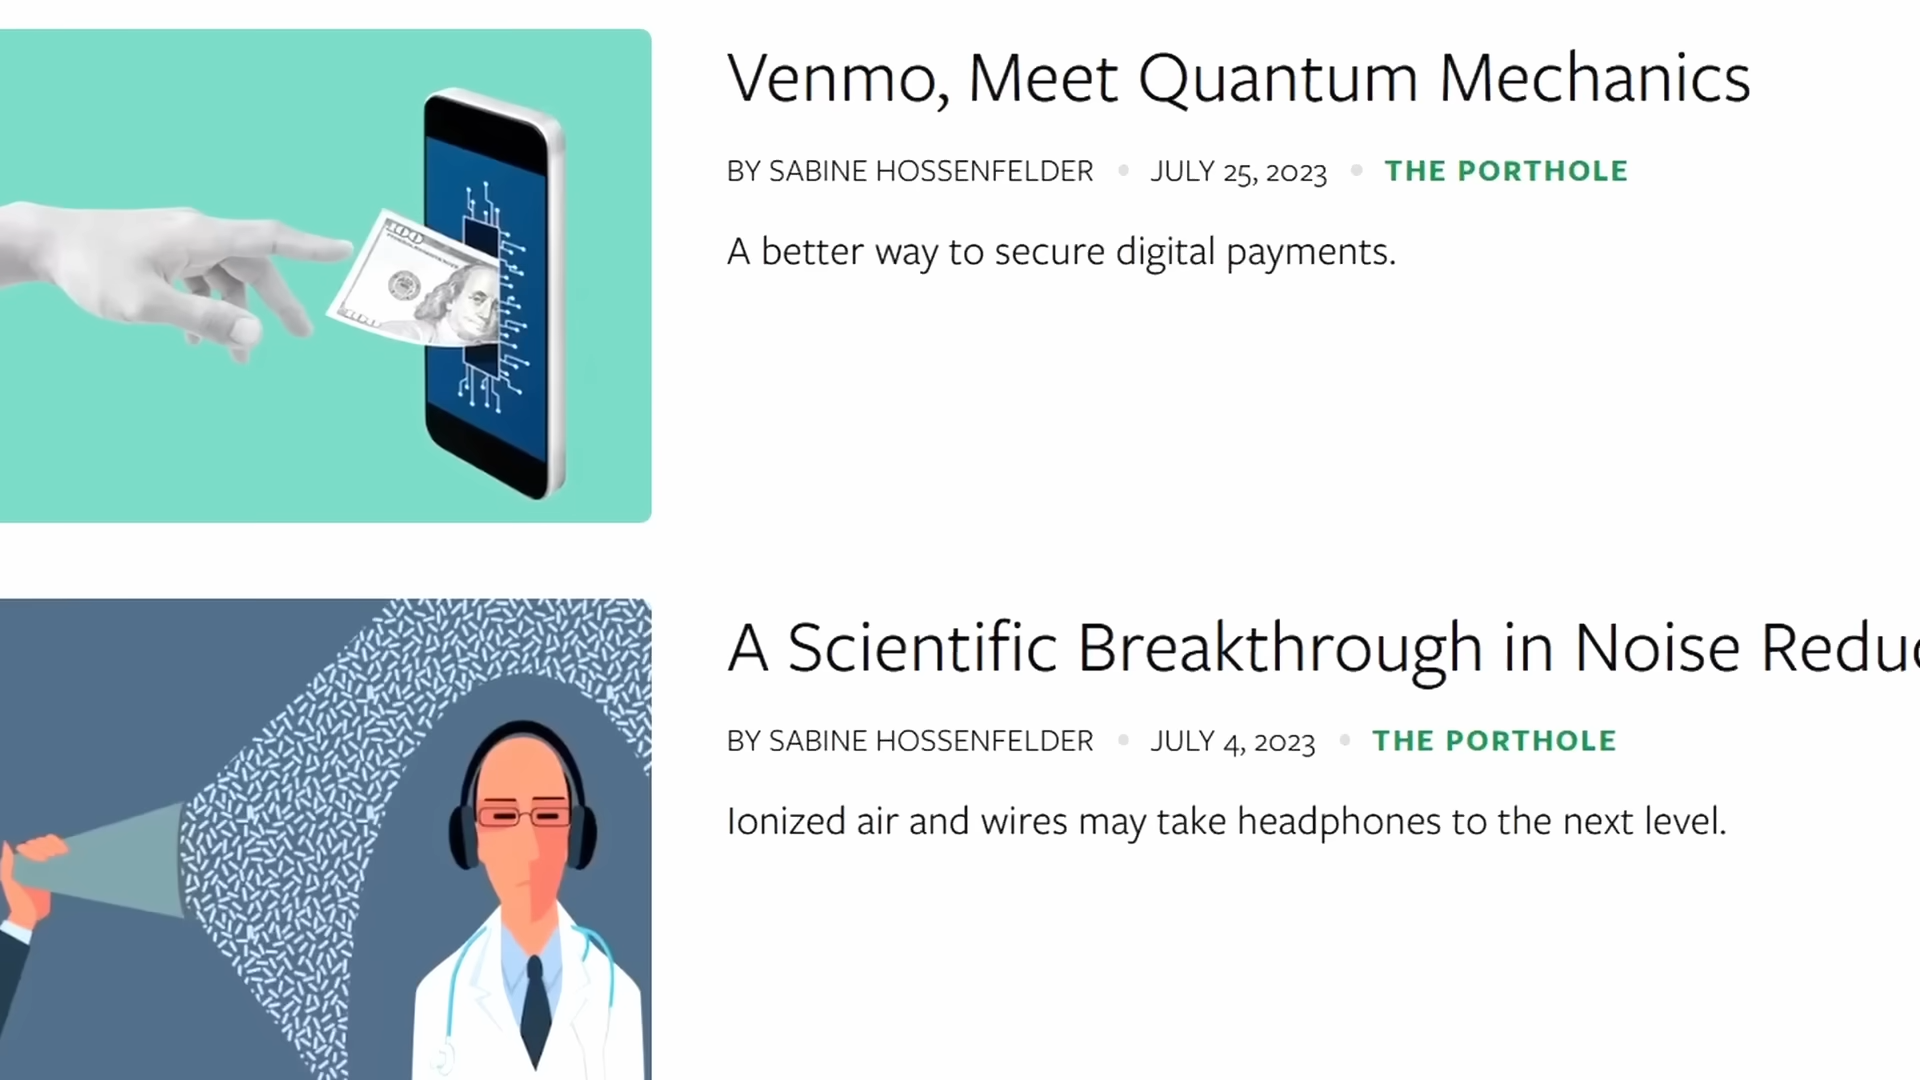 Venmo, Meet Quantum Mechanics
BY SABINE HOSSENFELDER • JULY 25, 2023 • THE PORTHOLE
A better way to secure digital payments.
100
100
A Scientific Breakthrough in Noise
BY SABINE HOSSENFELDER • JULY 4, 2023 • THE PORTHOLE
Ionized air and wires may take headphones to the next level.